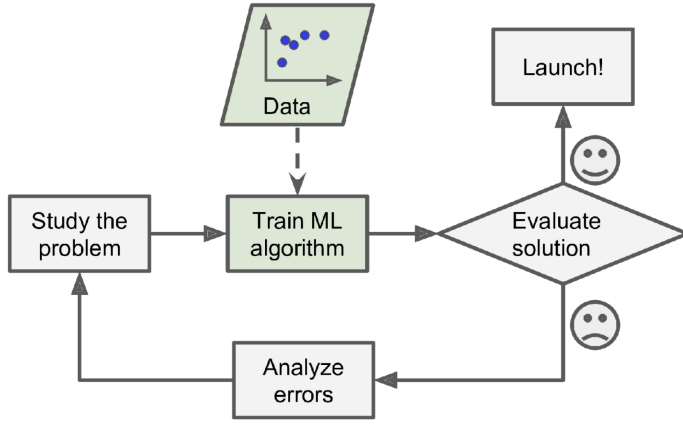 Data
Launch!
Study the
problem
Train ML
algorithm
Evaluate
solution
Analyze
errors